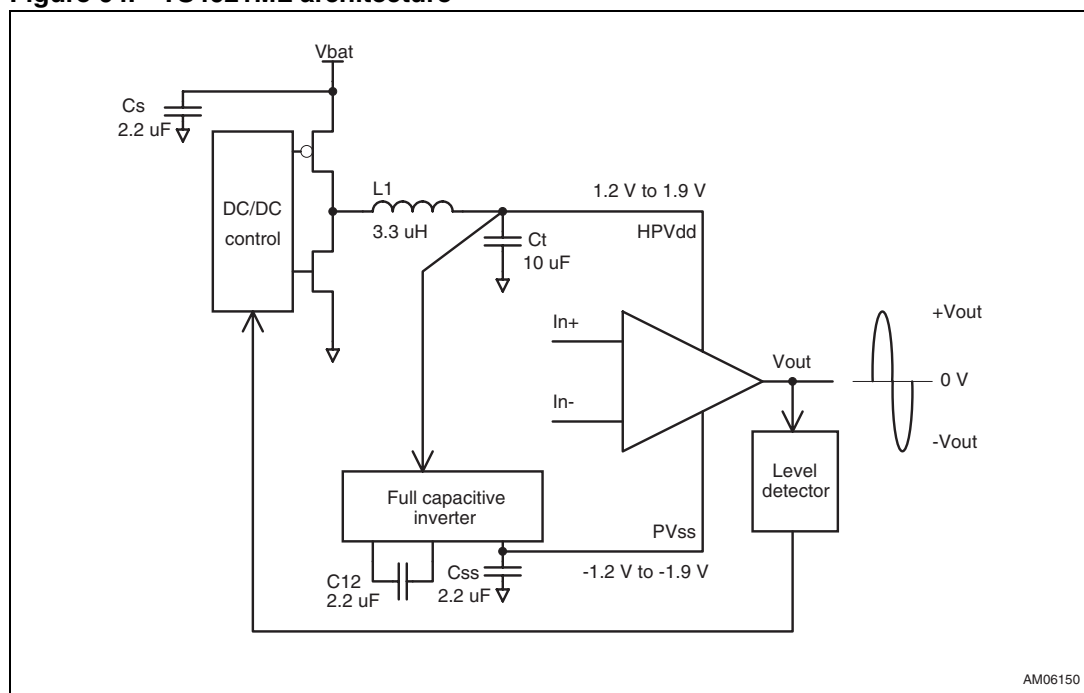 Vbat
Cs
2.2 uF
DC/DC
control
L1
3.3 uH
1.2 V to 1.9 V
HPVdd
Ct
10 uF
In+
In-
Vout
+Vout
0 V
-Vout
Level
detector
Full capacitive
inverter
PVss
-1.2 V to -1.9 V
C12
2.2 uF
Css
2.2 uF
AM06150